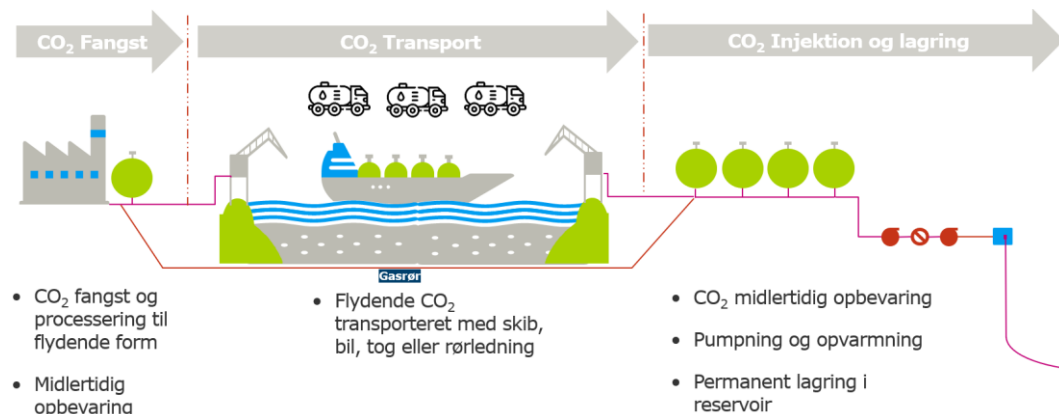 CO₂ Fangst
CO₂ Transport
CO₂ Injektion og lagring
Gasrør
• CO₂ fangst og
processering til
flydende form
• Midlertidig
opbevaring
• Flydende CO₂
transporteret med skib,
bil, tog eller rørledning
• CO₂ midlertidig opbevaring
• Pumpning og opvarmning
• Permanent lagring i
reservoir